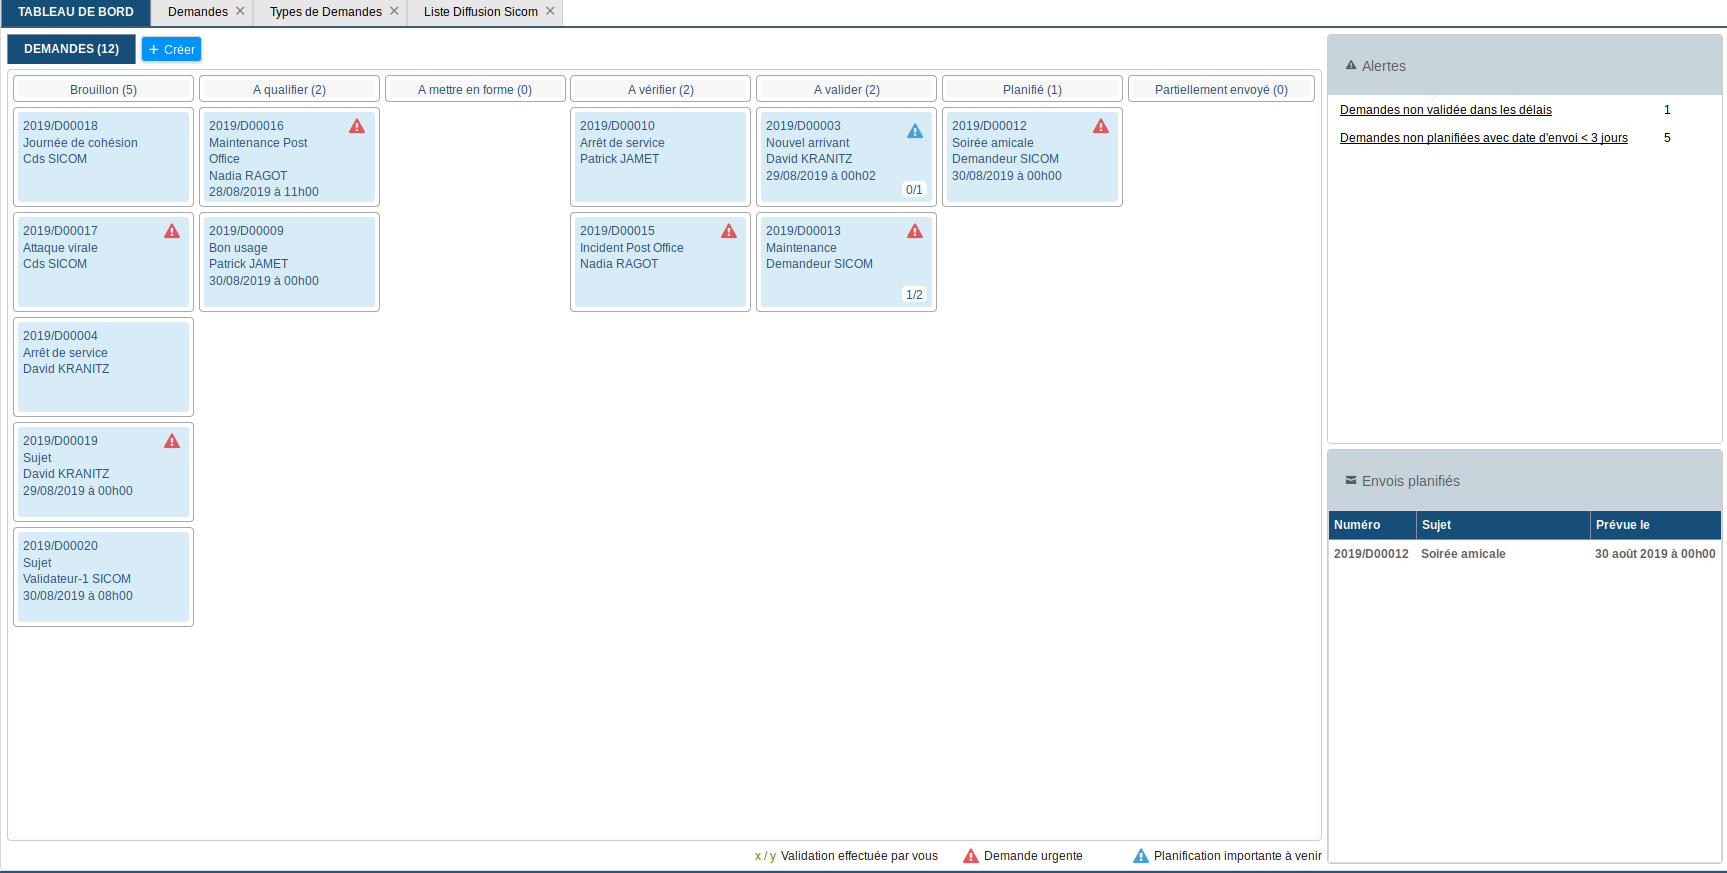 TABLEAU DE BORD
Demandes
Types de Demandes
Liste Diffusion Sicom
DEMANDES (12)
+ Créer
Brouillon (5)
2019/D00018
Journée de cohésion
Cds SICOM
2019/D00017
Attaque virale
Cds SICOM
2019/D00004
Arrêt de service
David KRANITZ
2019/D00019
Sujet
David KRANITZ
29/08/2019 à 00h00
2019/D00020
Sujet
Validateur-1 SICOM
30/08/2019 à 08h00
A qualifier (2)
2019/D00016
Maintenance Post
Office
Nadia RAGOT
28/08/2019 à 11h00
2019/D00009
Bon usage
Patrick JAMET
30/08/2019 à 00h00
A mettre en forme (0)
A vérifier (2)
2019/D00010
Arrêt de service
Patrick JAMET
2019/D00015
Incident Post Office
Nadia RAGOT
A valider (2)
2019/D00003
Nouvel arrivant
David KRANITZ
29/08/2019 à 00h02
0/1
2019/D00013
Maintenance
Demandeur SICOM
1/2
Planifié (1)
2019/D00012
Soirée amicale
Demandeur SICOM
30/08/2019 à 00h00
Partiellement envoyé (0)
x / y Validation effectuée par vous
Demande urgente
Planification importante à venir
Alertes
Demandes non validée dans les délais 1
Demandes non planifiées avec date d'envoi < 3 jours 5
Envois planifiés
Numéro Sujet Prévue le
2019/D00012 Soirée amicale 30 août 2019 à 00h00